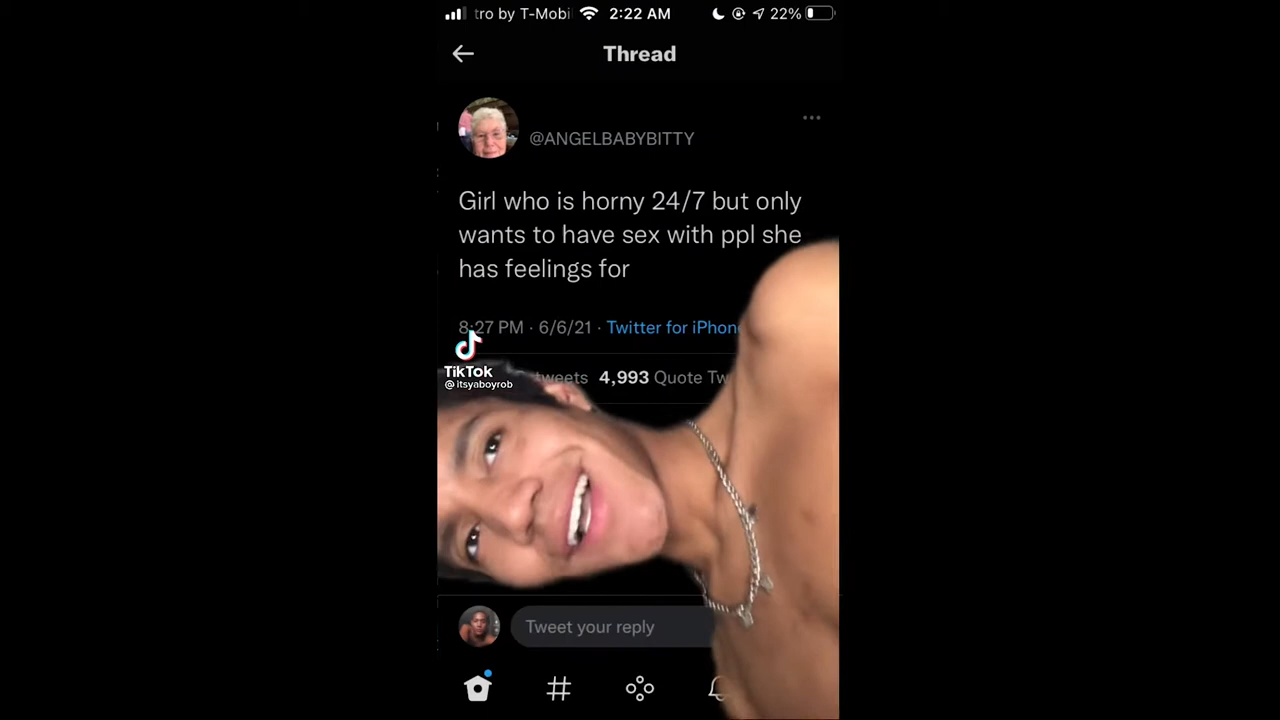 tro by T-Mobi 2:22 AM 22%
Thread
@ANGELBABYBITTY
Girl who is horny 24/7 but only
wants to have sex with ppl she
has feelings for
8:27 PM · 6/6/21 · Twitter for iPhon
TikTok
@itsyaboyrob
tweets 4,993 Quote Tw
Tweet your reply